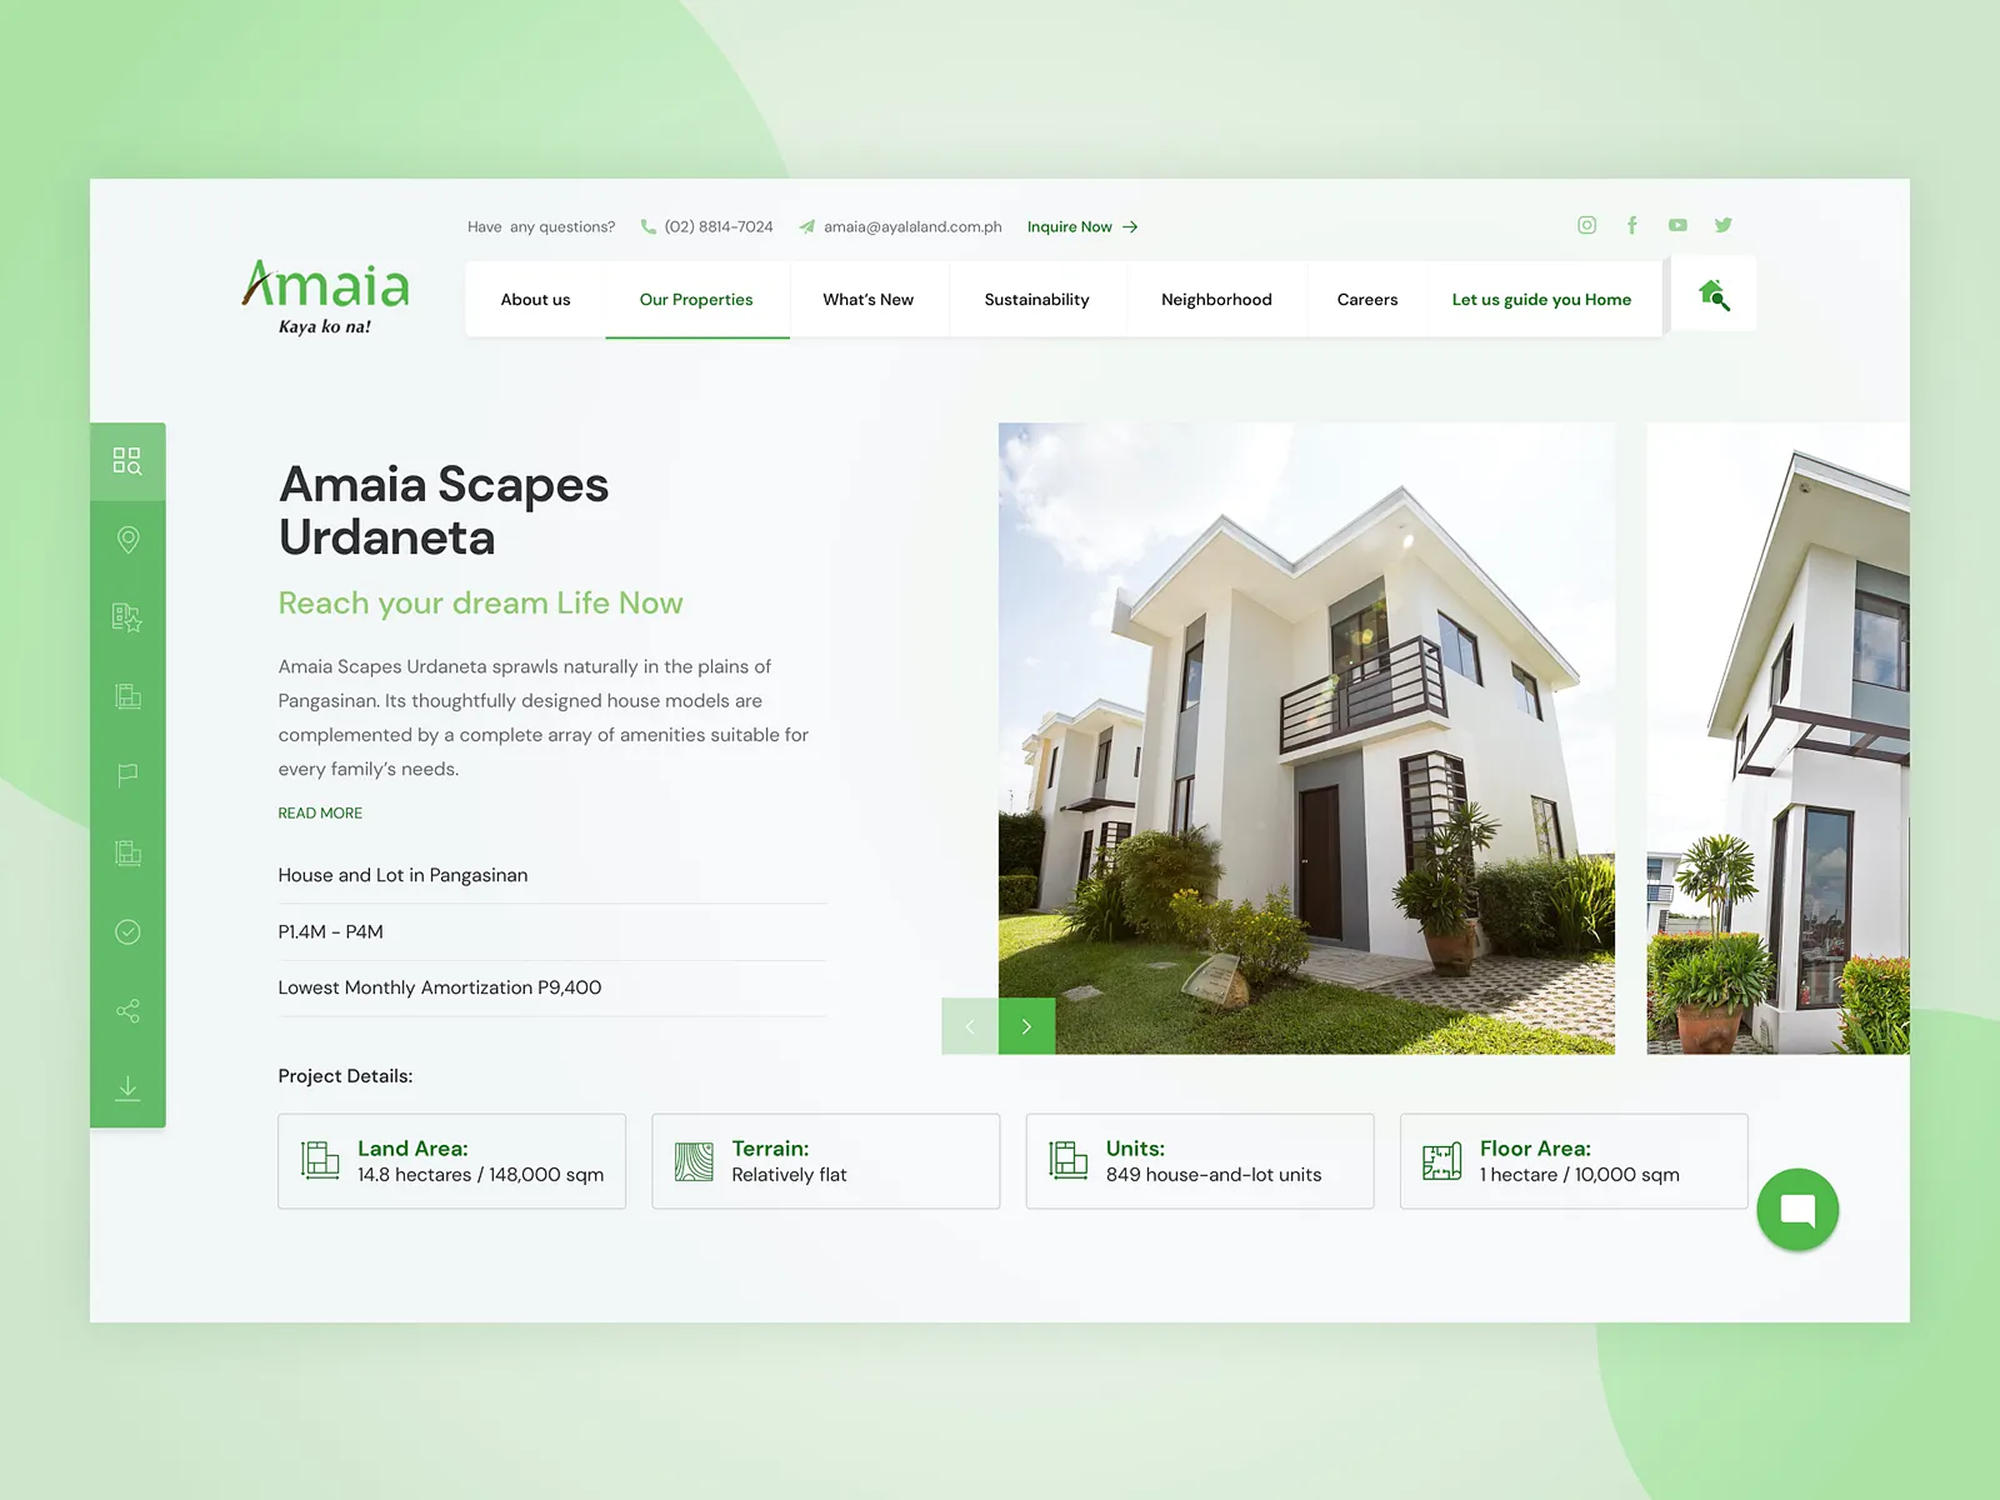 Have any questions?
(02) 8814-7024
amaia@ayalaland.com.ph
Inquire Now
Amaia
Kaya ko na!
About us
Our Properties
What's New
Sustainability
Neighborhood
Careers
Let us guide you Home
Amaia Scapes
Urdaneta
Reach your dream Life Now
Amaia Scapes Urdaneta sprawls naturally in the plains of
Pangasinan. Its thoughtfully designed house models are
complemented by a complete array of amenities suitable for
every family's needs.
READ MORE
House and Lot in Pangasinan
P1.4M - P4M
Lowest Monthly Amortization P9,400
Project Details:
Land Area:
14.8 hectares / 148,000 sqm
Terrain:
Relatively flat
Units:
849 house-and-lot units
Floor Area:
1 hectare / 10,000 sqm